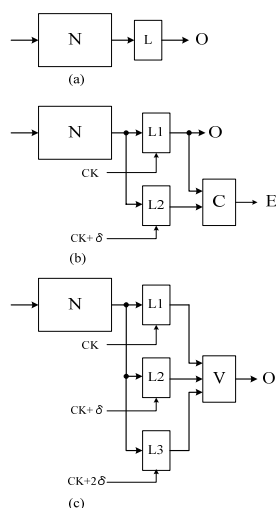 N L O
(a)
N L1 O
CK
L2 C E
CK+δ
(b)
N L1
CK
L2 V O
CK+δ
L3
CK+2δ
(c)